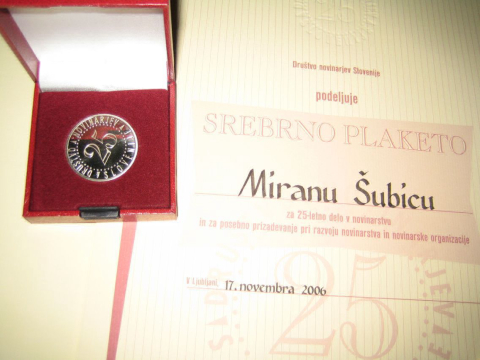 Društvo novinarjev Slovenije
podeljuje
SREBRNO PLAKETO
Miranu Šubicu
za 25-letno delo v novinarstvu
in za posebno prizadevanje pri razvoju novinarstva in novinarske organizacije
V Ljubljani, 17. novembra 2006
25